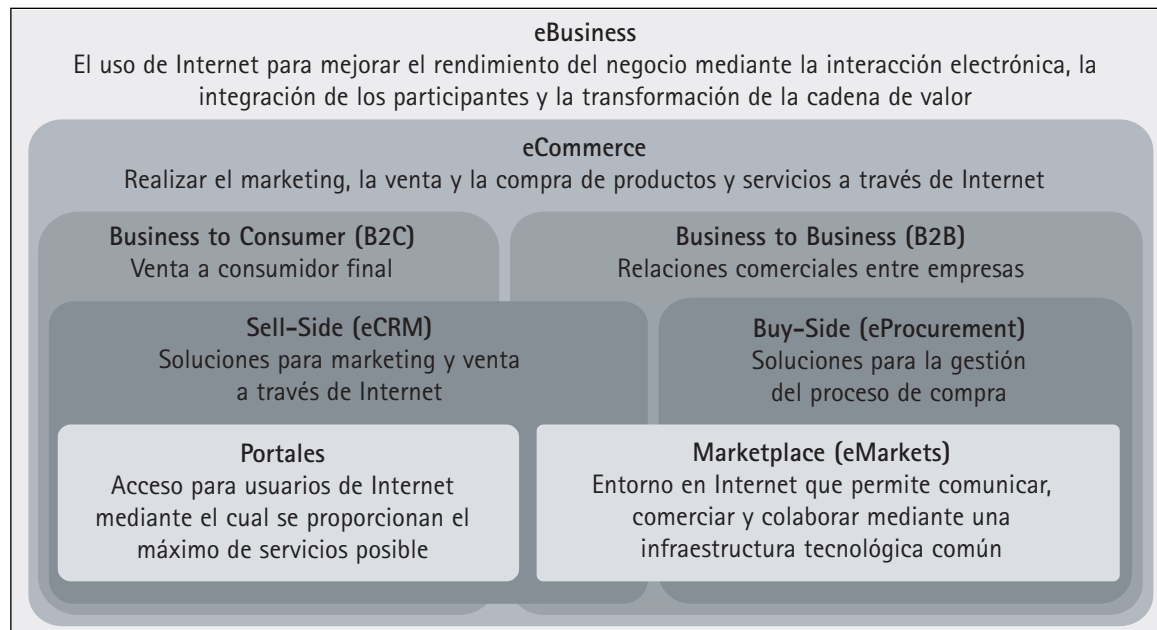 eBusiness
El uso de Internet para mejorar el rendimiento del negocio mediante la interacción electrónica, la
integración de los participantes y la transformación de la cadena de valor
eCommerce
Realizar el marketing, la venta y la compra de productos y servicios a través de Internet
Business to Consumer (B2C)
Venta a consumidor final
Business to Business (B2B)
Relaciones comerciales entre empresas
Sell-Side (eCRM)
Soluciones para marketing y venta
a través de Internet
Buy-Side (eProcurement)
Soluciones para la gestión
del proceso de compra
Portales
Acceso para usuarios de Internet
mediante el cual se proporcionan el
máximo de servicios posible
Marketplace (eMarkets)
Entorno en Internet que permite comunicar,
comerciar y colaborar mediante una
infraestructura tecnológica común